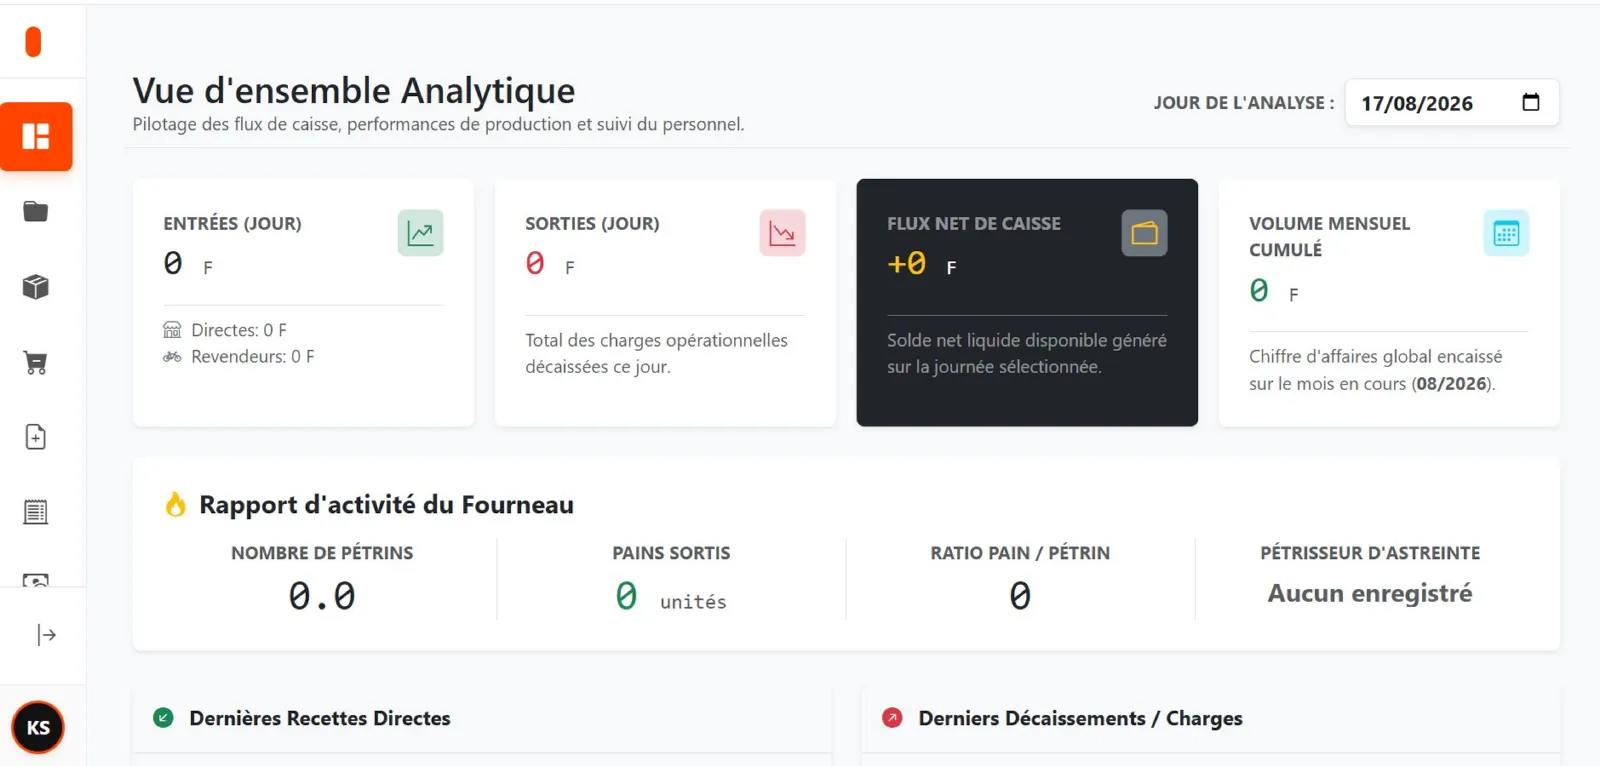 Vue d'ensemble Analytique
Pilotage des flux de caisse, performances de production et suivi du personnel.
JOUR DE L'ANALYSE :
17/08/2026
ENTRÉES (JOUR)
0 F
Directes: 0 F
Revendeurs: 0 F
SORTIES (JOUR)
0 F
Total des charges opérationnelles
décaissées ce jour.
FLUX NET DE CAISSE
+0 F
Solde net liquide disponible généré
sur la journée sélectionnée.
VOLUME MENSUEL
CUMULÉ
0 F
Chiffre d'affaires global encaissé
sur le mois en cours (08/2026).
Rapport d'activité du Fourneau
NOMBRE DE PÉTRINS
0.0
PAINS SORTIS
0 unités
RATIO PAIN / PÉTRIN
0
PÉTRISSEUR D'ASTREINTE
Aucun enregistré
Dernières Recettes Directes
Derniers Décaissements / Charges
KS